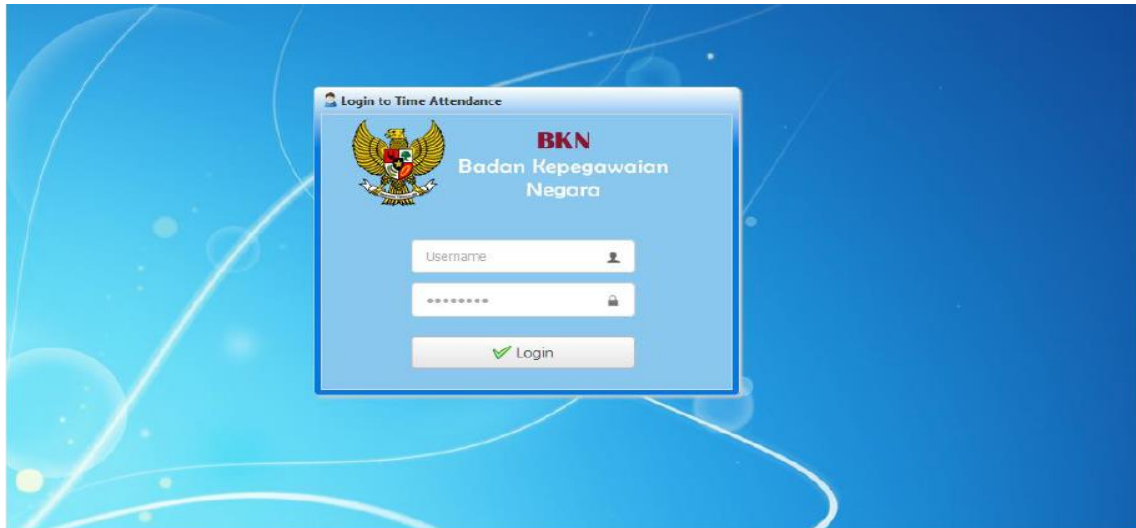 Login to Time Attendance
BKN
Badan Kepegawaian
Negara
Username
••••••••
Login